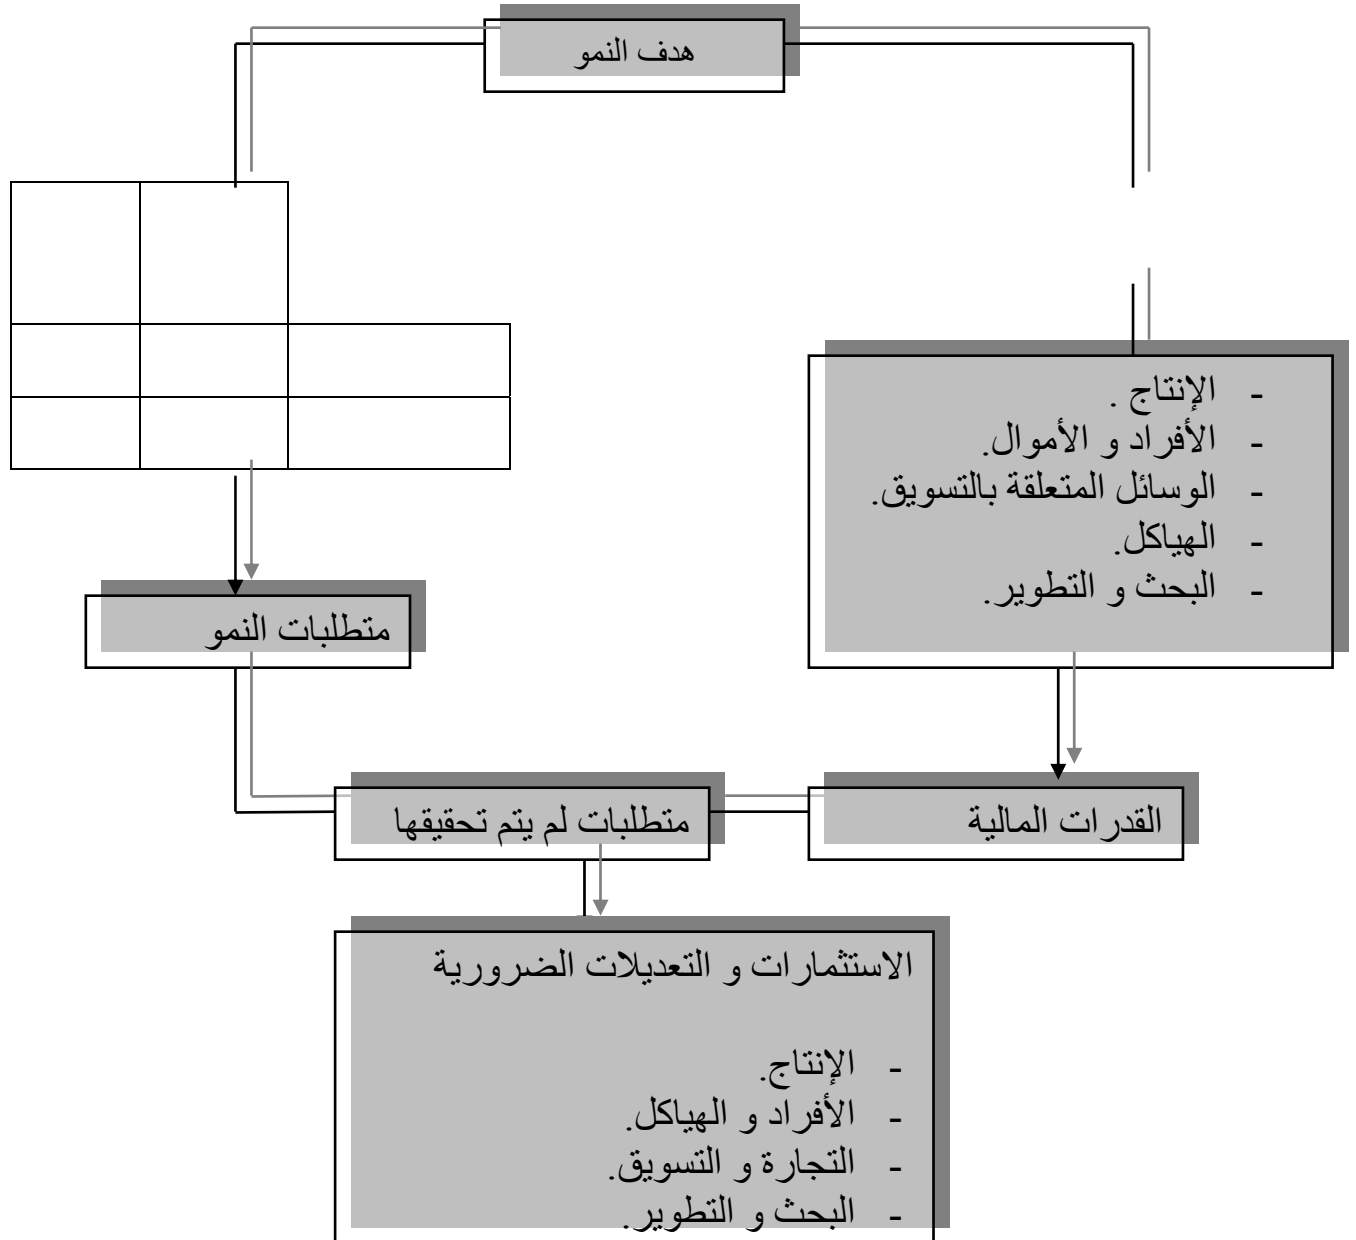 هدف النمو
- الإنتاج .
- الأفراد و الأموال.
- الوسائل المتعلقة بالتسويق.
- الهياكل.
- البحث و التطوير.
متطلبات النمو
القدرات المالية
متطلبات لم يتم تحقيقها
الاستثمارات و التعديلات الضرورية
- الإنتاج.
- الأفراد و الهياكل.
- التجارة و التسويق.
- البحث و التطوير.